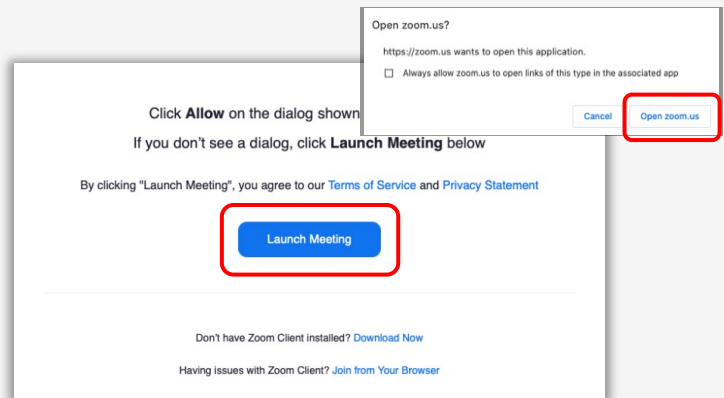 Open zoom.us?
https://zoom.us wants to open this application.
Always allow zoom.us to open links of this type in the associated app
Cancel
Open zoom.us
Click Allow on the dialog shown
If you don't see a dialog, click Launch Meeting below
By clicking "Launch Meeting", you agree to our Terms of Service and Privacy Statement
Launch Meeting
Don't have Zoom Client installed? Download Now
Having issues with Zoom Client? Join from Your Browser